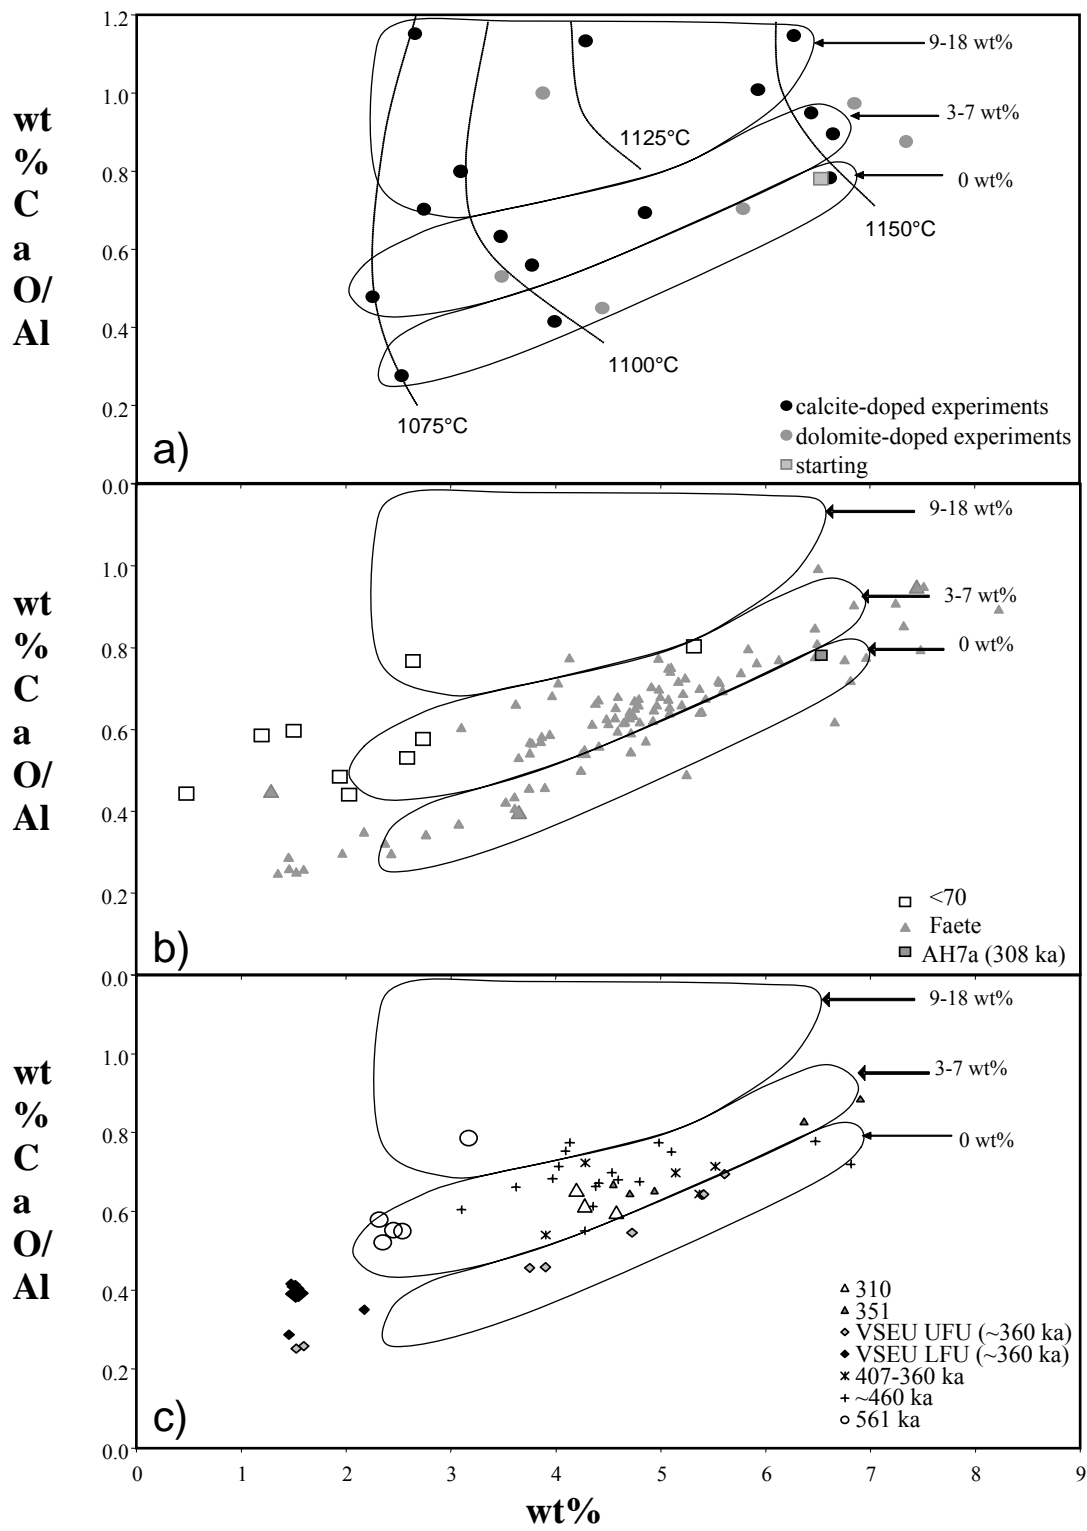 1.2
1.0
0.8
0.6
0.4
0.2
0.0
wt
%
C
a
O/
Al
9-18 wt%
3-7 wt%
0 wt%
1125°C
1150°C
1100°C
1075°C
calcite-doped experiments
dolomite-doped experiments
starting
a)
1.0
0.8
0.6
0.4
0.2
0.0
wt
%
C
a
O/
Al
9-18 wt%
3-7 wt%
0 wt%
<70
Faete
AH7a (308 ka)
b)
1.0
0.8
0.6
0.4
0.2
0.0
wt
%
C
a
O/
Al
9-18 wt%
3-7 wt%
0 wt%
310
351
VSEU UFU (~360 ka)
VSEU LFU (~360 ka)
407-360 ka
~460 ka
561 ka
c)
0 1 2 3 4 5 6 7 8 9
wt%